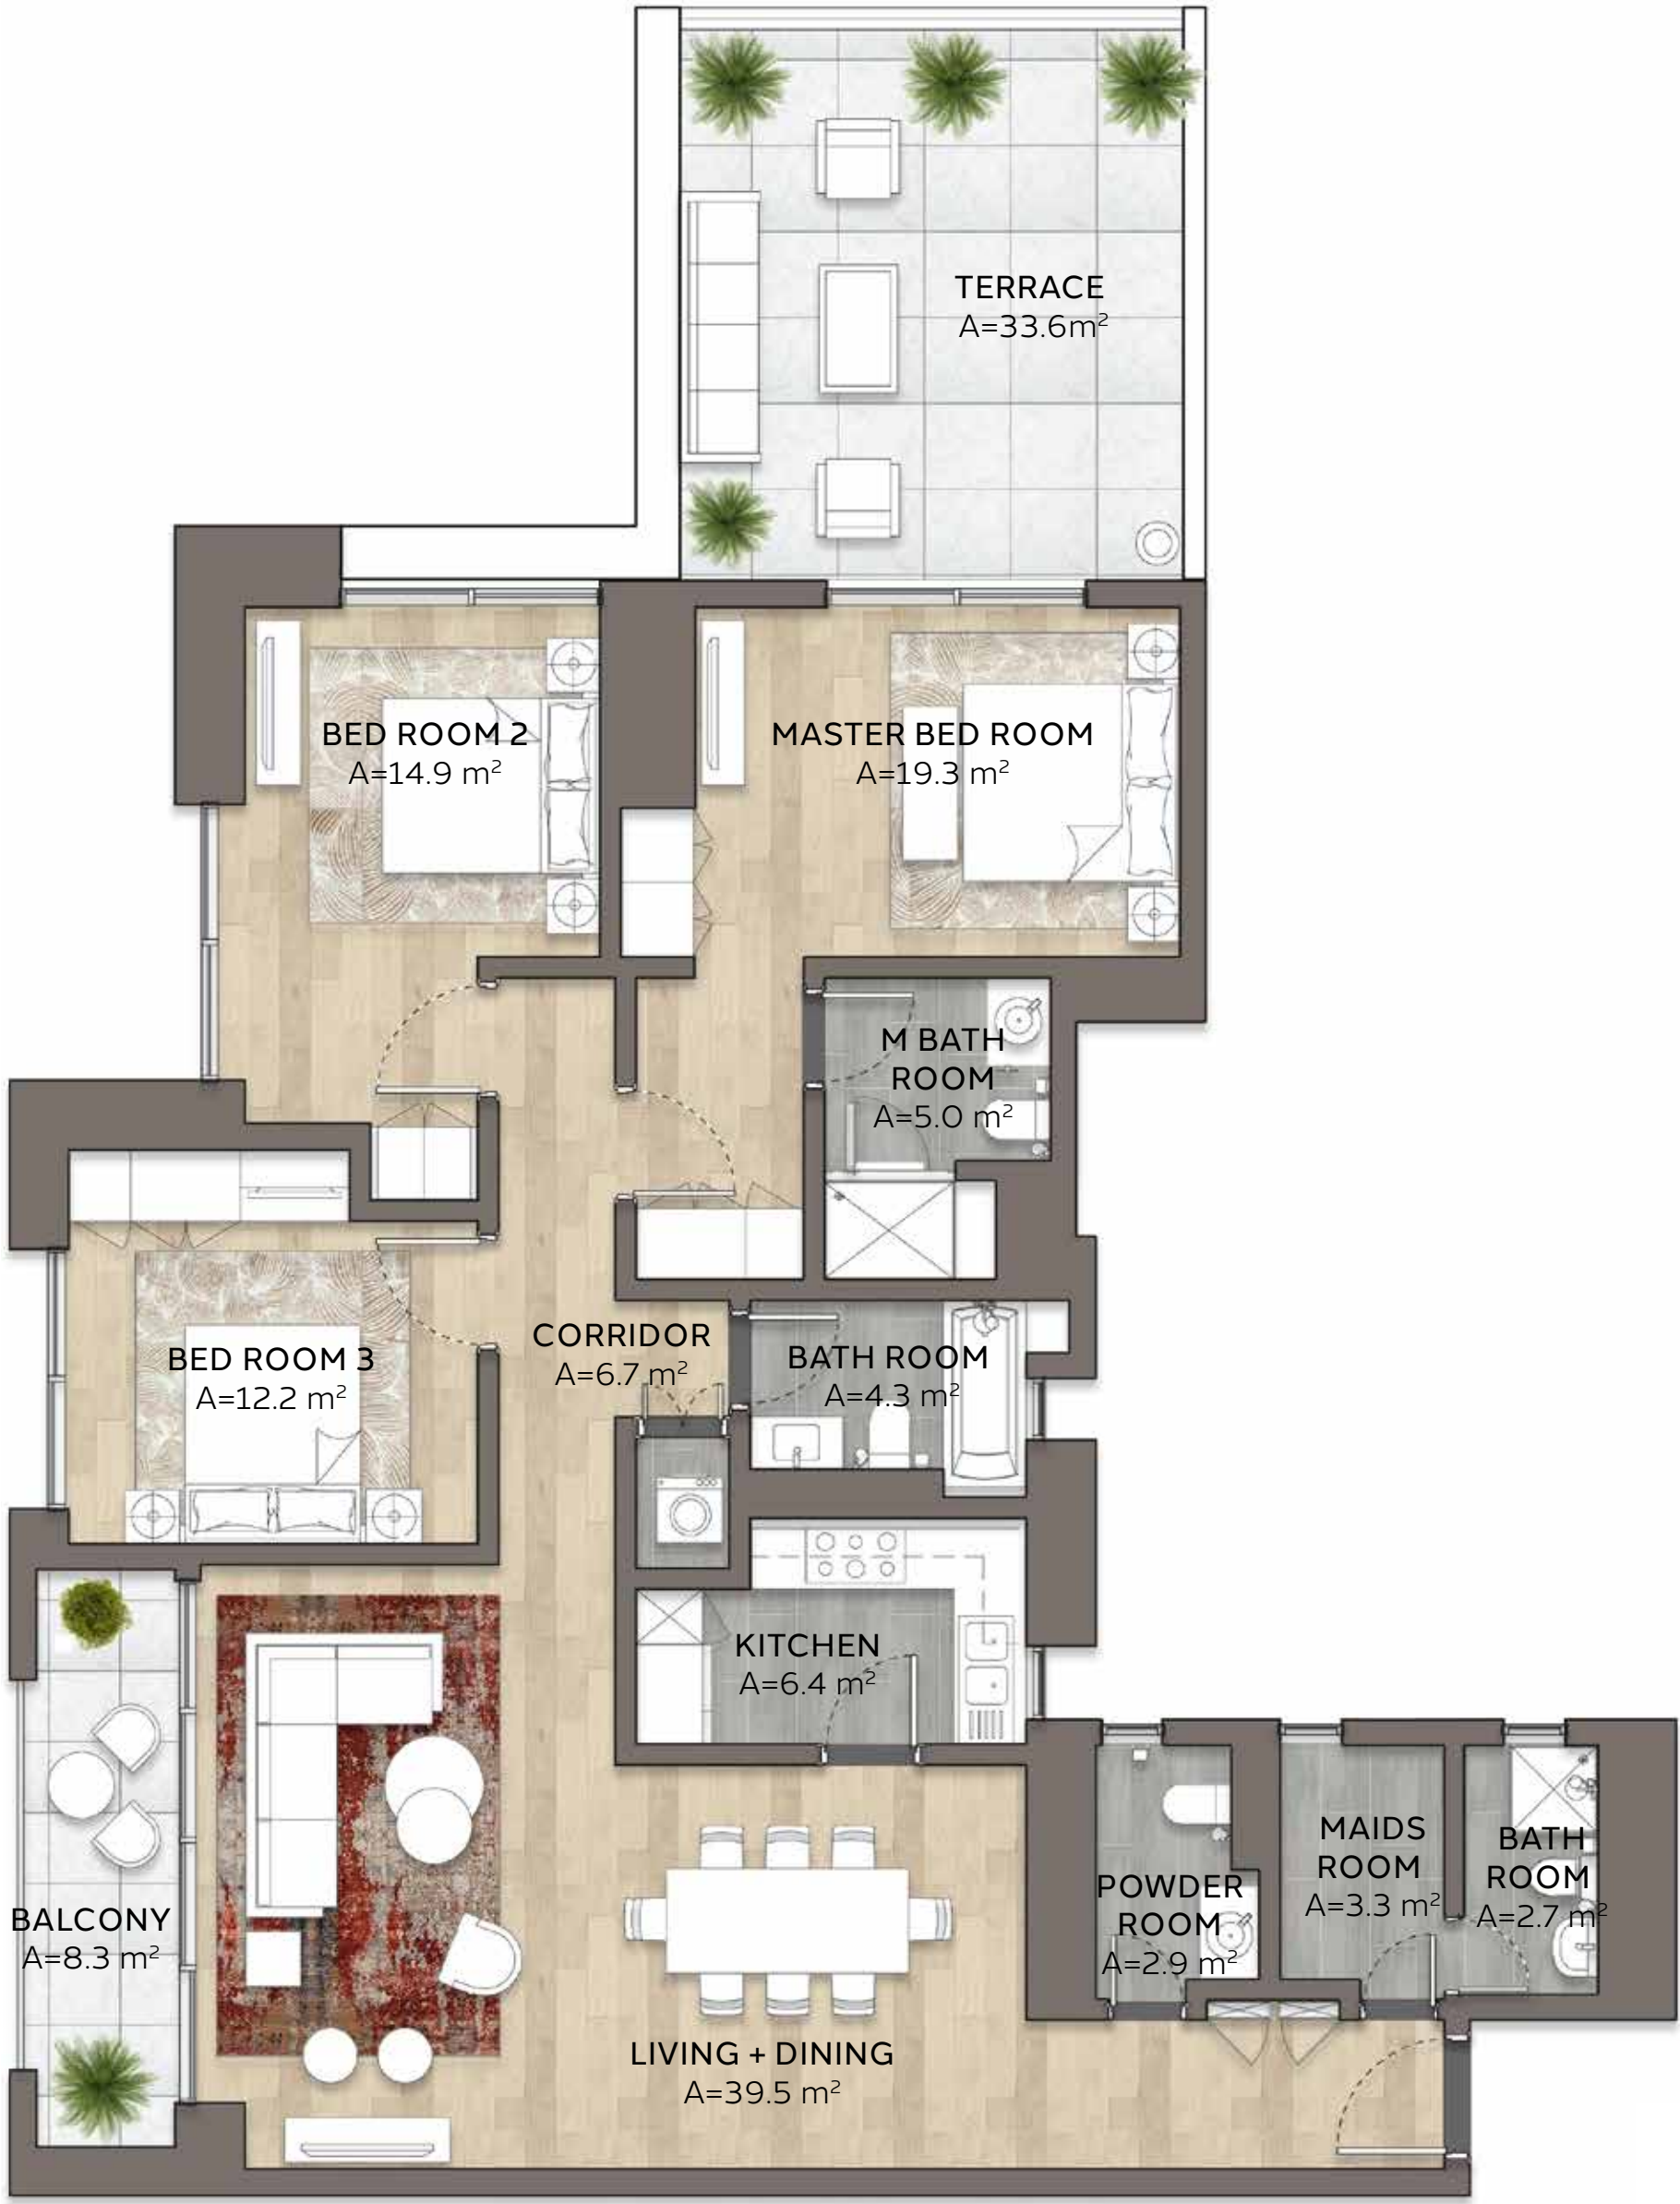 TERRACE
A=33.6m²
BED ROOM 2
A=14.9 m²
MASTER BED ROOM
A=19.3 m²
M BATH
ROOM
A=5.0 m²
CORRIDOR
A=6.7 m²
BATH ROOM
A=4.3 m²
BED ROOM 3
A=12.2 m²
KITCHEN
A=6.4 m²
BALCONY
A=8.3 m²
LIVING + DINING
A=39.5 m²
POWDER
ROOM
A=2.9 m²
MAIDS
ROOM
A=3.3 m²
BATH
ROOM
A=2.7 m²